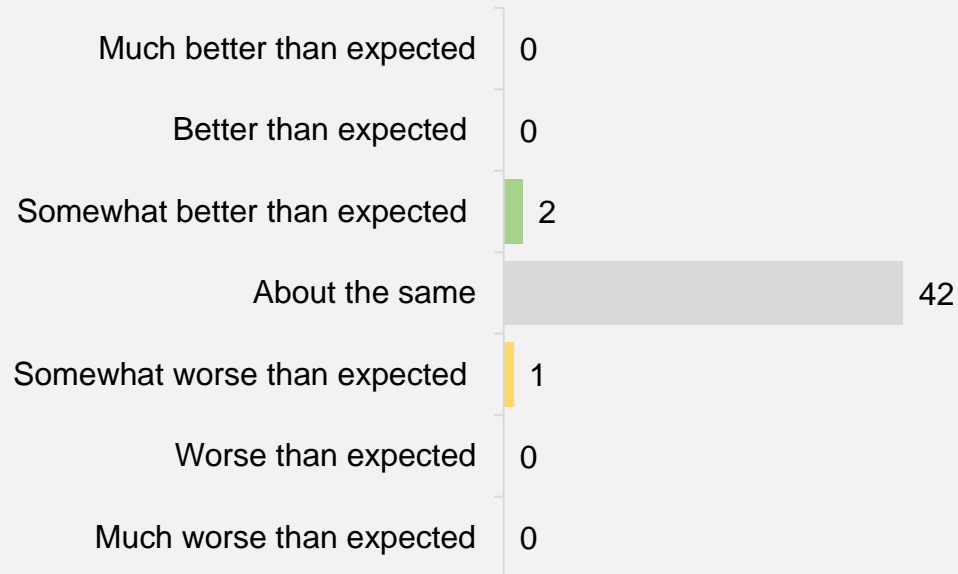 Much better than expected 0
Better than expected 0
Somewhat better than expected 2
About the same 42
Somewhat worse than expected 1
Worse than expected 0
Much worse than expected 0